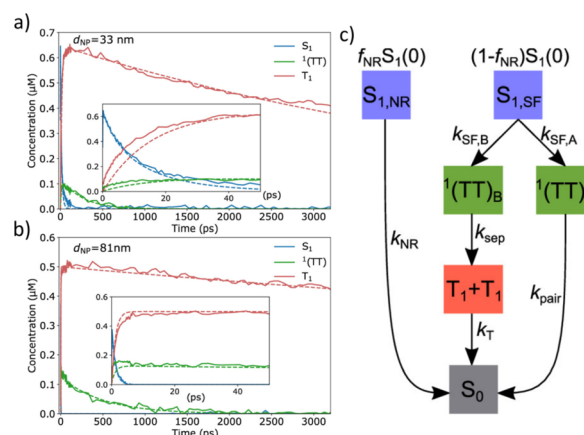 a)
d_NP=33 nm
S₁
¹(TT)
T₁
Concentration (µM)
0.7
0.6
0.5
0.4
0.3
0.2
0.1
0.0
0.6
0.4
0.2
0.0
0
20
40
(ps)
0
500
1000
1500
2000
2500
3000
Time (ps)
b)
d_NP=81nm
S₁
¹(TT)
T₁
Concentration (µM)
0.6
0.5
0.4
0.3
0.2
0.1
0.0
0.6
0.4
0.2
0.0
0
20
40
(ps)
0
500
1000
1500
2000
2500
3000
Time (ps)
c)
f_NR S₁(0)
(1-f_NR)S₁(0)
S₁,NR
S₁,SF
k_SF,B
k_SF,A
¹(TT)_B
¹(TT)
k_NR
k_sep
T₁+T₁
k_pair
k_T
S₀